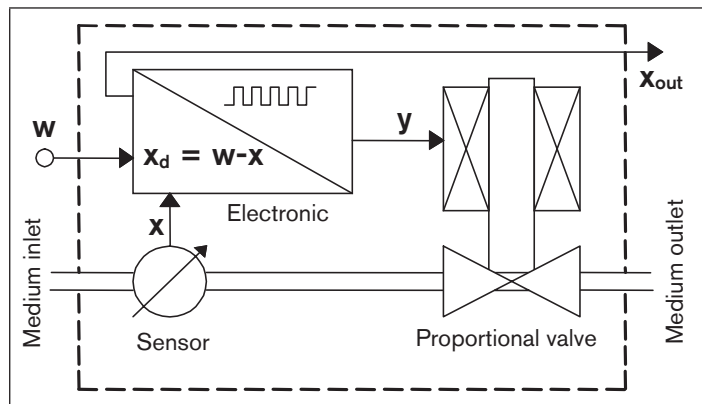 x_out
w
y
x_d = w-x
Electronic
x
Medium inlet
Sensor
Proportional valve
Medium outlet